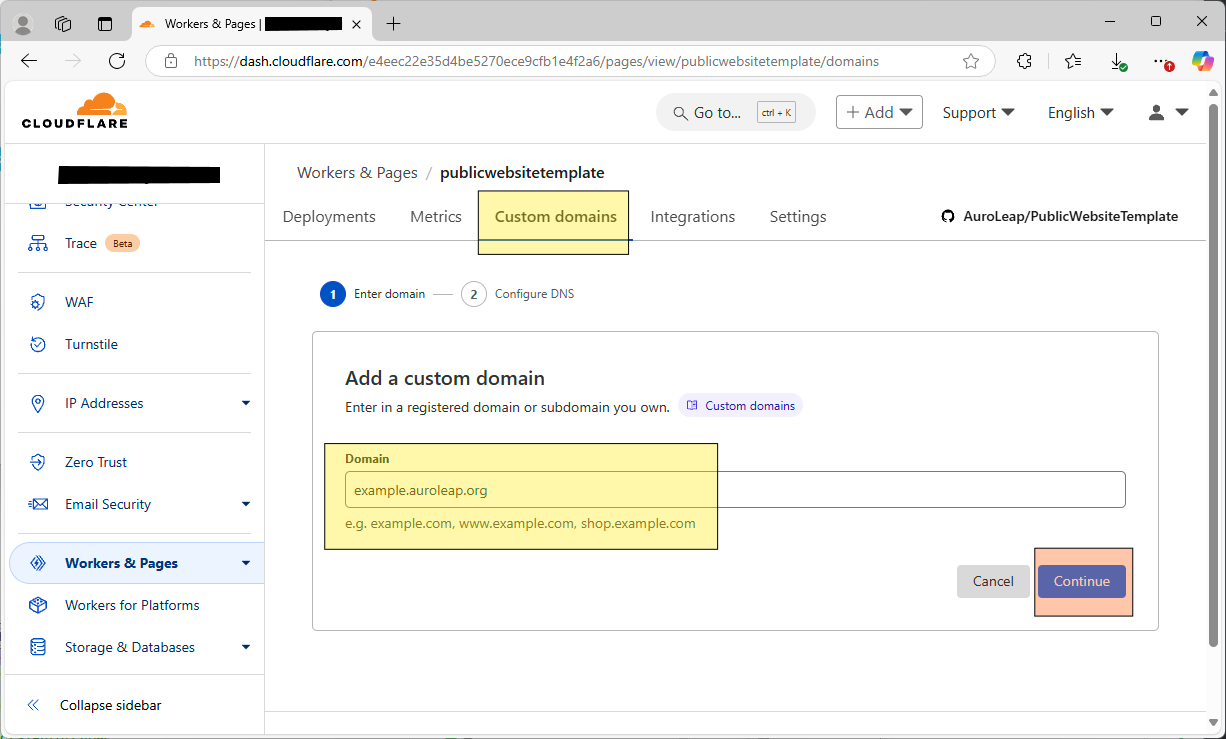 Workers & Pages |
https://dash.cloudflare.com/e4eec22e35d4be5270ece9cfb1e4f2a6/pages/view/publicwebsitetemplate/domains
CLOUDFLARE
Go to... ctrl + K
Add
Support
English
Security Center
Trace Beta
WAF
Turnstile
IP Addresses
Zero Trust
Email Security
Workers & Pages
Workers for Platforms
Storage & Databases
Collapse sidebar
Workers & Pages / publicwebsitetemplate
Deployments Metrics Custom domains Integrations Settings
AuroLeap/PublicWebsiteTemplate
1 Enter domain 2 Configure DNS
Add a custom domain
Enter in a registered domain or subdomain you own. Custom domains
Domain
example.auroleap.org
e.g. example.com, www.example.com, shop.example.com
Cancel Continue